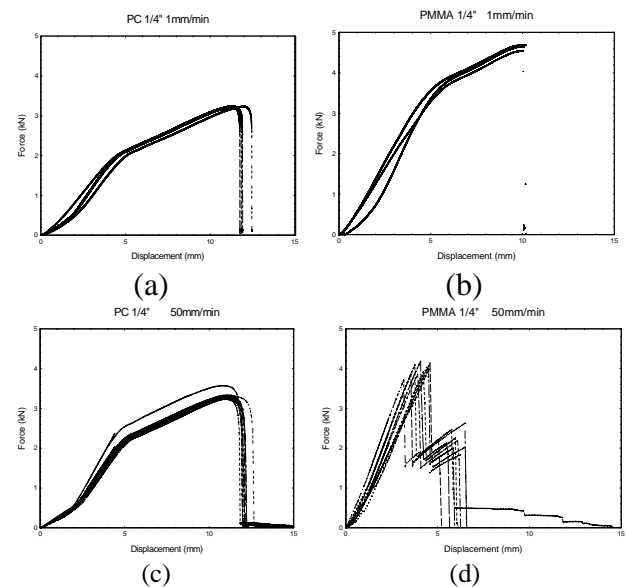 PC 1/4" 1mm/min
5
4
3
2
1
0
Force (kN)
0 5 10 15
Displacement (mm)
(a)
PMMA 1/4" 1mm/min
5
4
3
2
1
0
Force (kN)
0 5 10 15
Displacement (mm)
(b)
PC 1/4" 50mm/min
5
4
3
2
1
0
Force (kN)
0 5 10 15
Displacement (mm)
(c)
PMMA 1/4" 50mm/min
5
4
3
2
1
0
Force (kN)
0 5 10 15
Displacement (mm)
(d)